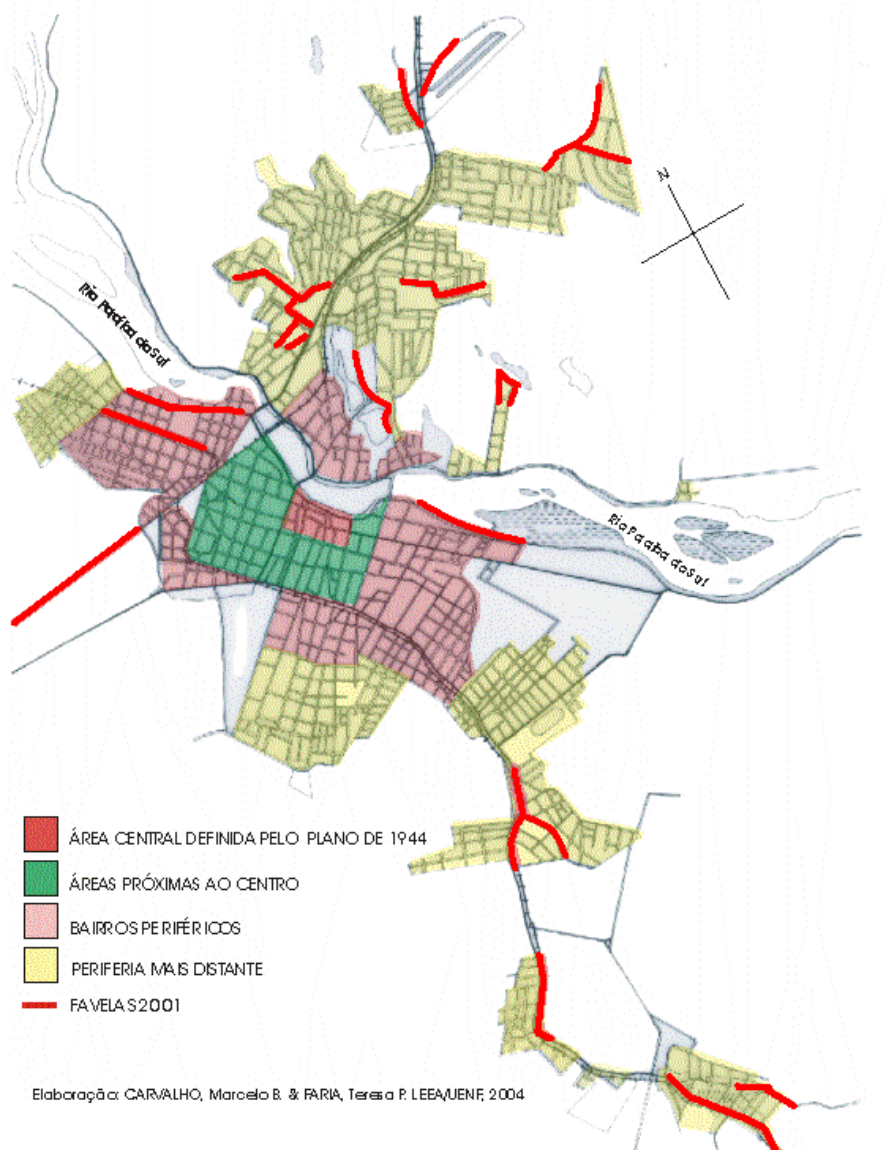 N
Rio Paraíba do Sul
Rio Paraíba do Sul
ÁREA CENTRAL DEFINIDA PELO PLANO DE 1944
ÁREAS PRÓXIMAS AO CENTRO
BAIRROS PERIFÉRICOS
PERIFERIA MAIS DISTANTE
FAVELAS 2001
Elaboração: CARVALHO, Marcelo B. & FARIA, Teresa P. LEEA/UENF, 2004